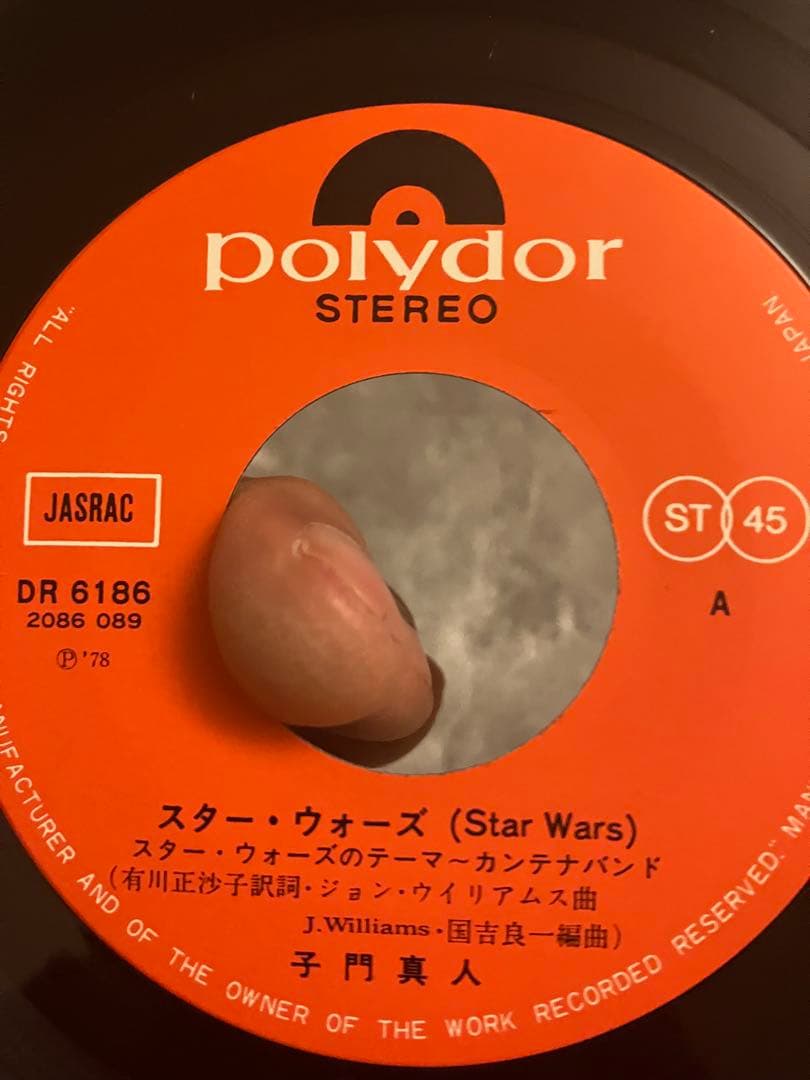 polydor
STEREO
JASRAC
DR 6186
2086 089
Ⓟ '78
ST 45
A
スター・ウォーズ (Star Wars)
スター・ウォーズのテーマ〜カンテナバンド
(有川正沙子訳詞・ジョン・ウイリアムス曲
J.Williams・国吉良一編曲)
子門真人
"ALL RIGHTS
MANUFACTURER AND OF THE OWNER OF THE WORK RECORDED RESERVED." MAN
JAPAN